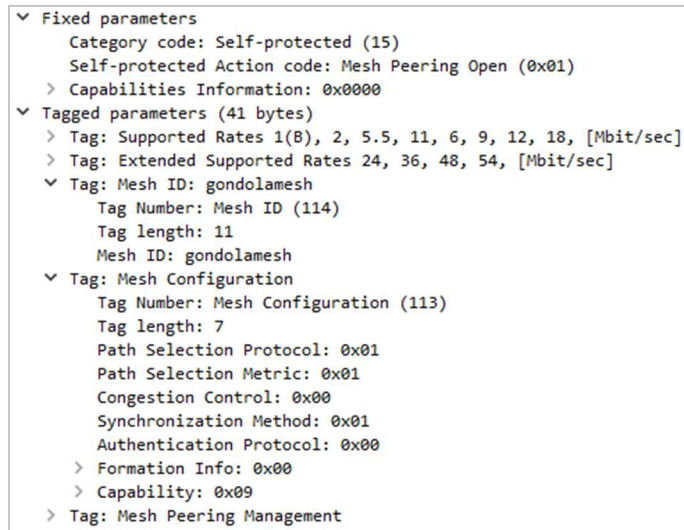 Fixed parameters
Category code: Self-protected (15)
Self-protected Action code: Mesh Peering Open (0x01)
Capabilities Information: 0x0000
Tagged parameters (41 bytes)
Tag: Supported Rates 1(B), 2, 5.5, 11, 6, 9, 12, 18, [Mbit/sec]
Tag: Extended Supported Rates 24, 36, 48, 54, [Mbit/sec]
Tag: Mesh ID: gondolamesh
Tag Number: Mesh ID (114)
Tag length: 11
Mesh ID: gondolamesh
Tag: Mesh Configuration
Tag Number: Mesh Configuration (113)
Tag length: 7
Path Selection Protocol: 0x01
Path Selection Metric: 0x01
Congestion Control: 0x00
Synchronization Method: 0x01
Authentication Protocol: 0x00
Formation Info: 0x00
Capability: 0x09
Tag: Mesh Peering Management